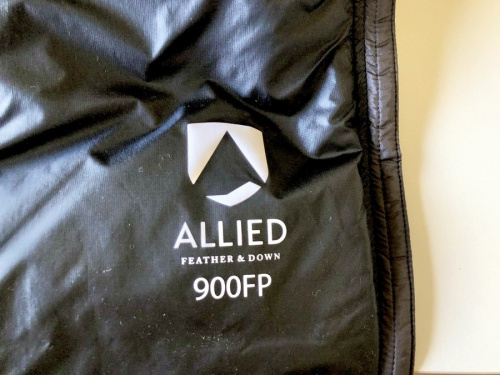 ALLIED
FEATHER & DOWN
900FP